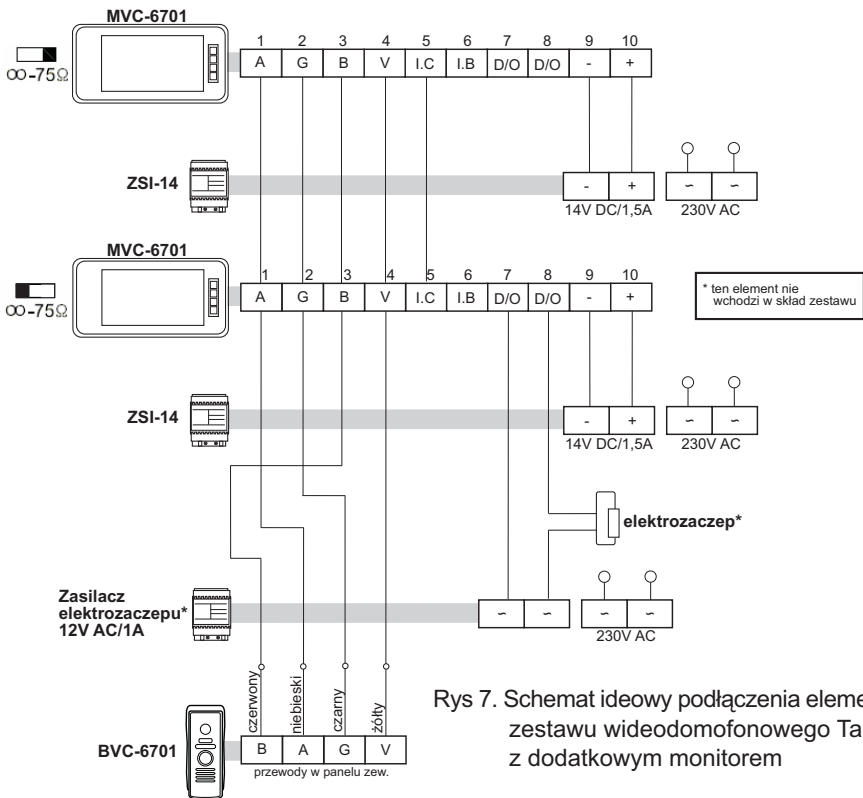 MVC-6701
∞-75Ω
1 2 3 4 5 6 7 8 9 10
A G B V I.C I.B D/O D/O - +
ZSI-14
- + ~ ~
14V DC/1,5A 230V AC
MVC-6701
∞-75Ω
1 2 3 4 5 6 7 8 9 10
A G B V I.C I.B D/O D/O - +
* ten element nie
wchodzi w skład zestawu
ZSI-14
- + ~ ~
14V DC/1,5A 230V AC
elektrozaczep*
Zasilacz
elektrozaczepu*
12V AC/1A
~ ~ ~ ~
230V AC
czerwony niebieski czarny żółty
BVC-6701
B A G V
przewody w panelu zew.
Rys 7. Schemat ideowy podłączenia eleme
zestawu wideodomofonowego Ta
z dodatkowym monitorem